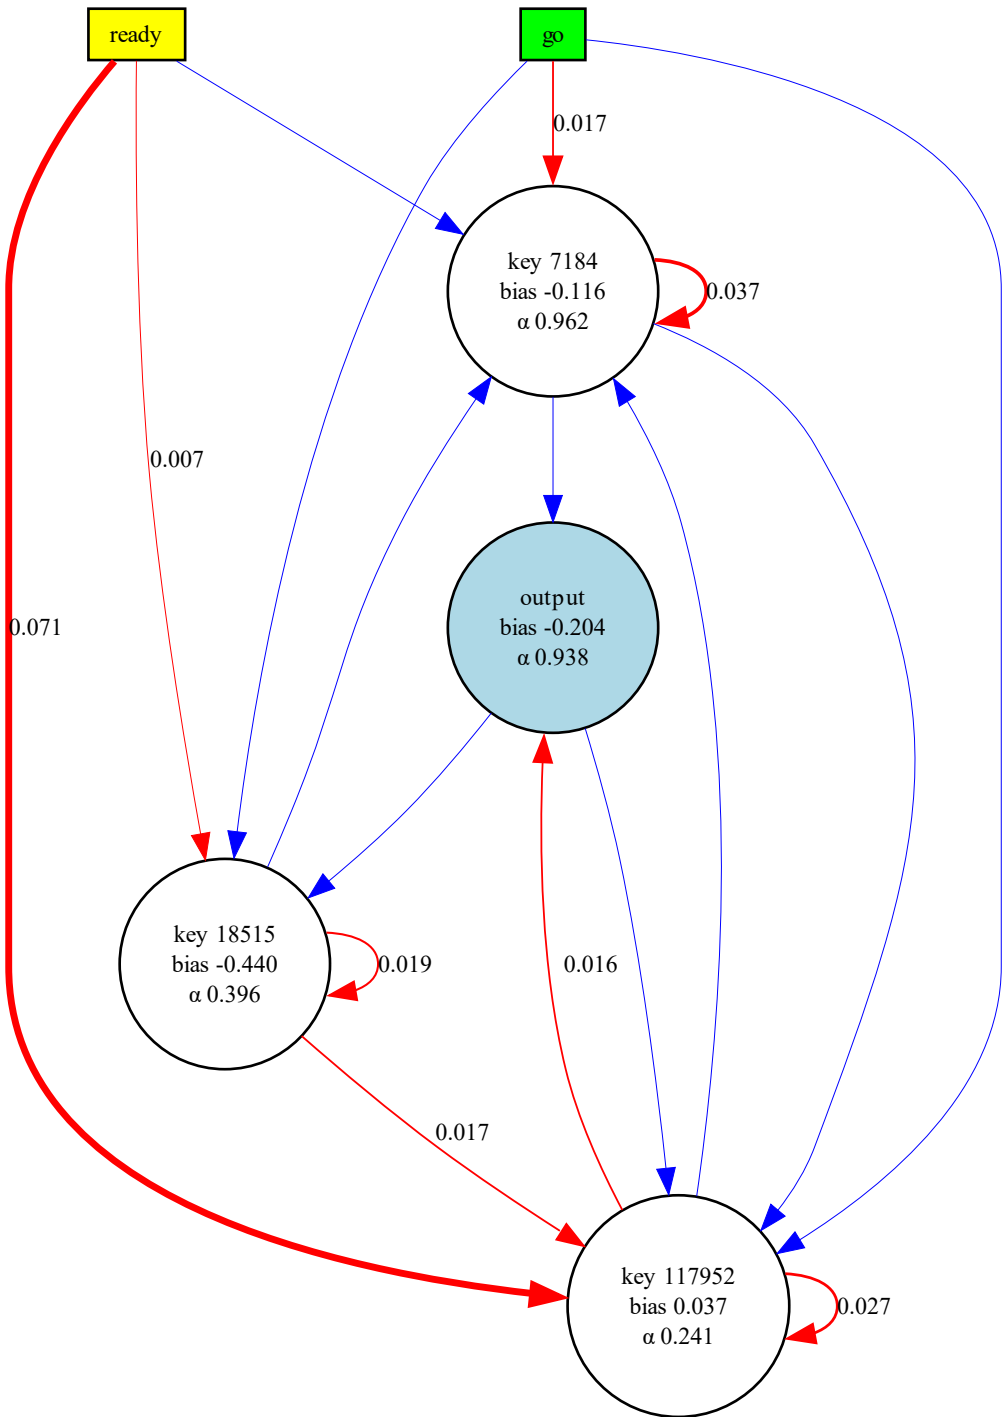 ready
go
0.017
key 7184
bias -0.116
α 0.962
0.037
0.007
output
bias -0.204
α 0.938
0.071
key 18515
bias -0.440
α 0.396
0.019
0.016
0.017
key 117952
bias 0.037
α 0.241
0.027